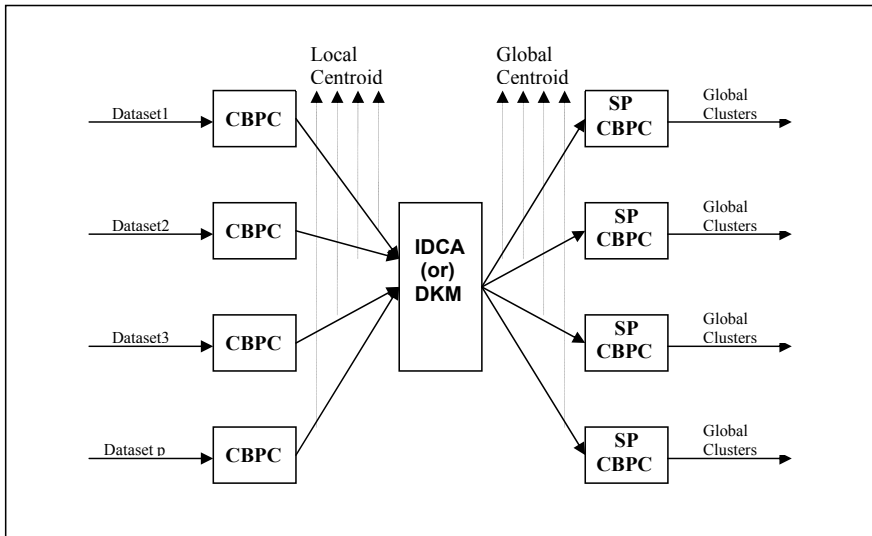 Local
Centroid
Global
Centroid
Dataset1
CBPC
SP
CBPC
Global
Clusters
Dataset2
CBPC
SP
CBPC
Global
Clusters
IDCA
(or)
DKM
Dataset3
CBPC
SP
CBPC
Global
Clusters
Dataset p
CBPC
SP
CBPC
Global
Clusters